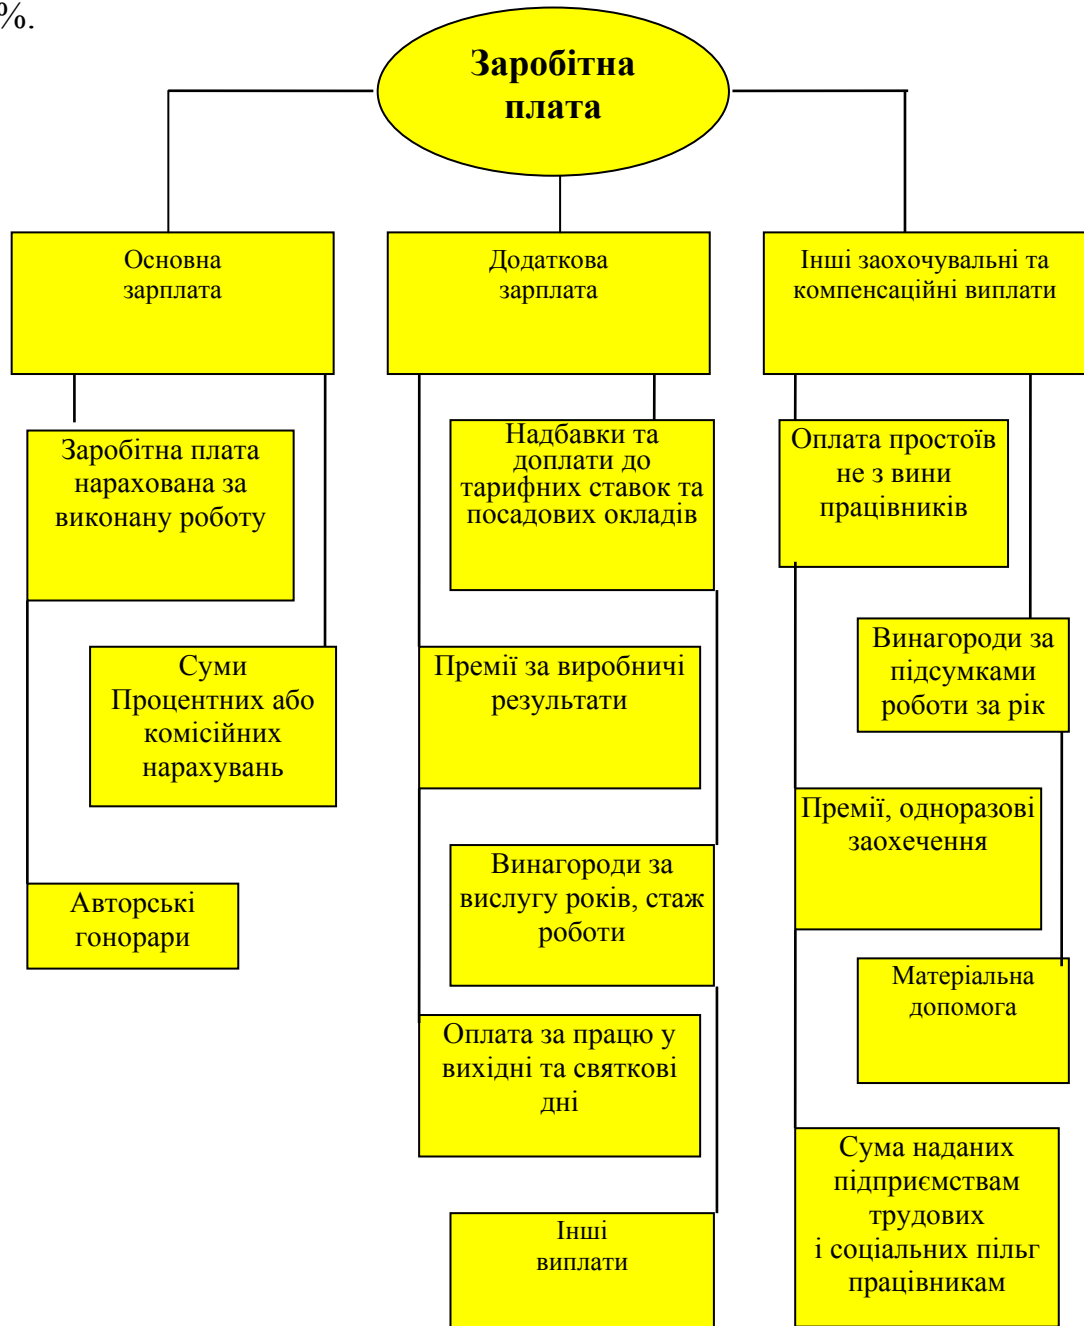 %.
Заробітна
плата
Основна
зарплата
Додаткова
зарплата
Інші заохочувальні та
компенсаційні виплати
Заробітна плата
нарахована за
виконану роботу
Надбавки та
доплати до
тарифних ставок та
посадових окладів
Оплата простоїв
не з вини
працівників
Суми
Процентних або
комісійних
нарахувань
Премії за виробничі
результати
Винагороди за
підсумками
роботи за рік
Премії, одноразові
заохечення
Винагороди за
вислугу років, стаж
роботи
Авторські
гонорари
Матеріальна
допомога
Оплата за працю у
вихідні та святкові
дні
Сума наданих
підприємствам
трудових
і соціальних пільг
працівникам
Інші
виплати